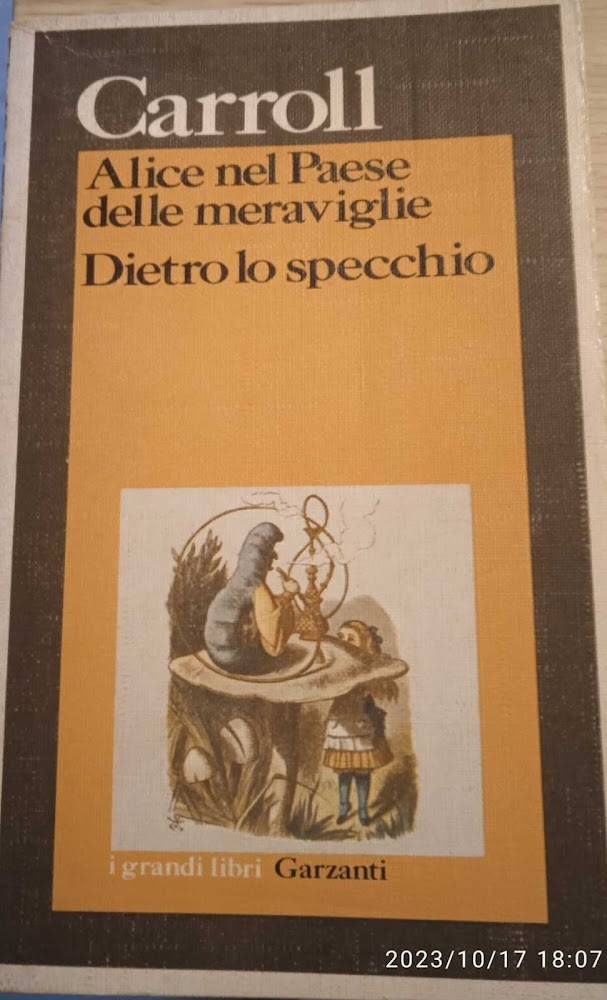 Carroll
Alice nel Paese
delle meraviglie
Dietro lo specchio
i grandi libri Garzanti
2023/10/17 18:07